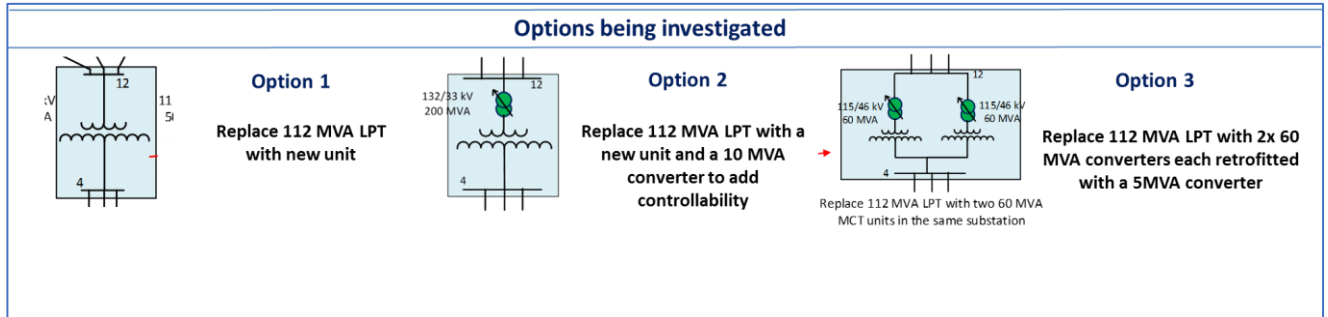 Options being investigated
12
:V
A
11
5(
4
Option 1
Replace 112 MVA LPT
with new unit
12
132/33 kV
200 MVA
4
Option 2
Replace 112 MVA LPT with a
new unit and a 10 MVA
converter to add
controllability
12
115/46 kV
60 MVA
115/46 kV
60 MVA
4
Replace 112 MVA LPT with two 60 MVA
MCT units in the same substation
Option 3
Replace 112 MVA LPT with 2x 60
MVA converters each retrofitted
with a 5MVA converter